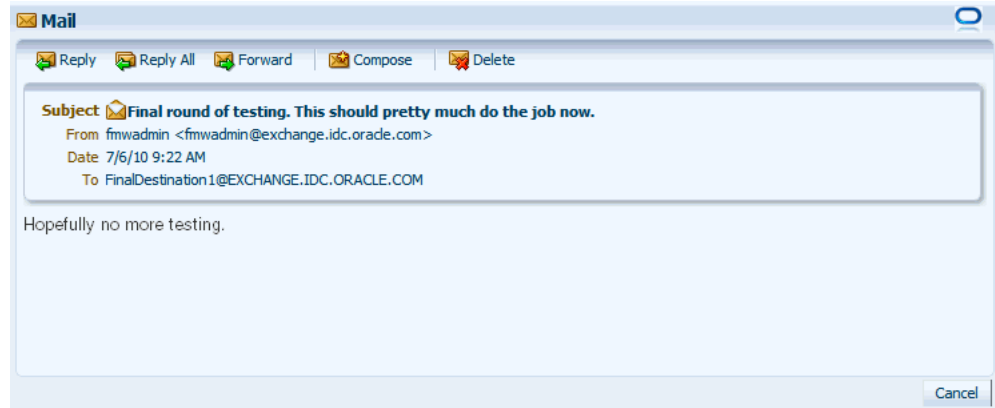 Mail
Reply Reply All Forward Compose Delete
Subject Final round of testing. This should pretty much do the job now.
From fmwadmin <fmwadmin@exchange.idc.oracle.com>
Date 7/6/10 9:22 AM
To FinalDestination1@EXCHANGE.IDC.ORACLE.COM
Hopefully no more testing.
Cancel